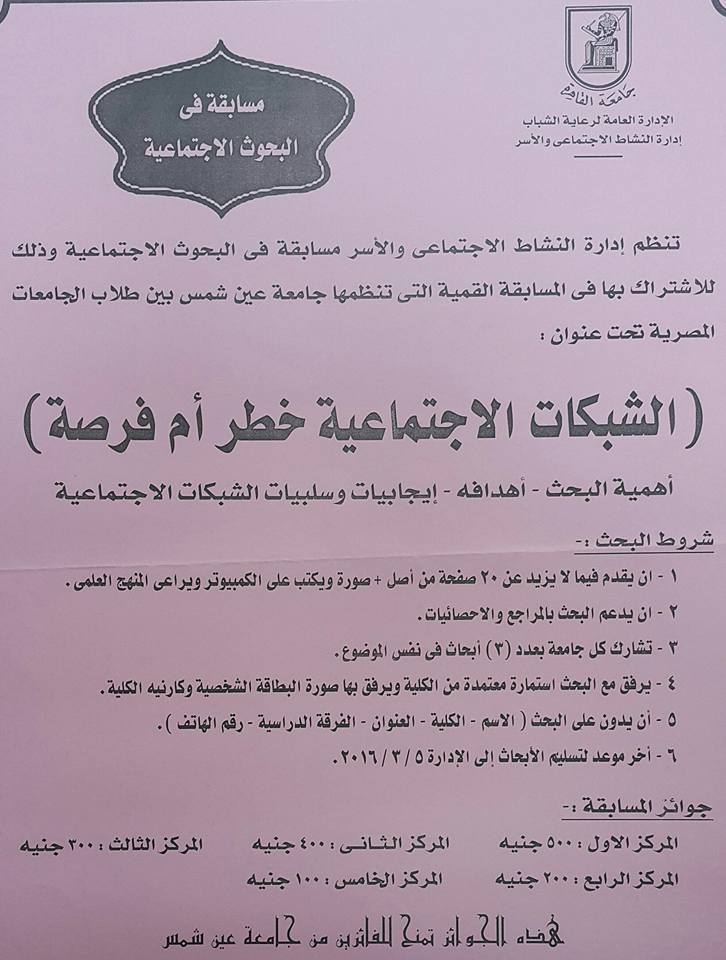 جامعة القاهرة
الإدارة العامة لرعاية الشباب
إدارة النشاط الاجتماعى والأسر
مسابقة فى
البحوث الاجتماعية
تنظم إدارة النشاط الاجتماعى والأسر مسابقة فى البحوث الاجتماعية وذلك
للاشتراك بها فى المسابقة القمية التى تنظمها جامعة عين شمس بين طلاب الجامعات
المصرية تحت عنوان :
( الشبكات الاجتماعية خطر أم فرصة )
أهمية البحث - أهدافه - إيجابيات وسلبيات الشبكات الاجتماعية
شروط البحث :-
١ - ان يقدم فيما لا يزيد عن ٢٠ صفحة من أصل + صورة ويكتب على الكمبيوتر ويراعى المنهج العلمى .
٢ - ان يدعم البحث بالمراجع والاحصائيات .
٣ - تشارك كل جامعة بعدد (٣) أبحاث فى نفس الموضوع .
٤ - يرفق مع البحث استمارة معتمدة من الكلية ويرفق بها صورة البطاقة الشخصية وكارنيه الكلية .
٥ - أن يدون على البحث ( الاسم - الكلية - العنوان - الفرقة الدراسية - رقم الهاتف ) .
٦ - أخر موعد لتسليم الأبحاث إلى الإدارة ٥ / ٣ / ٢٠١٦ .
جوائز المسابقة :-
المركز الاول : ٥٠٠ جنيه المركز الثانى : ٤٠٠ جنيه المركز الثالث : ٣٠٠ جنيه
المركز الرابع : ٢٠٠ جنيه المركز الخامس : ١٠٠ جنيه
هذه الجوائز تمنح للفائزين من جامعة عين شمس